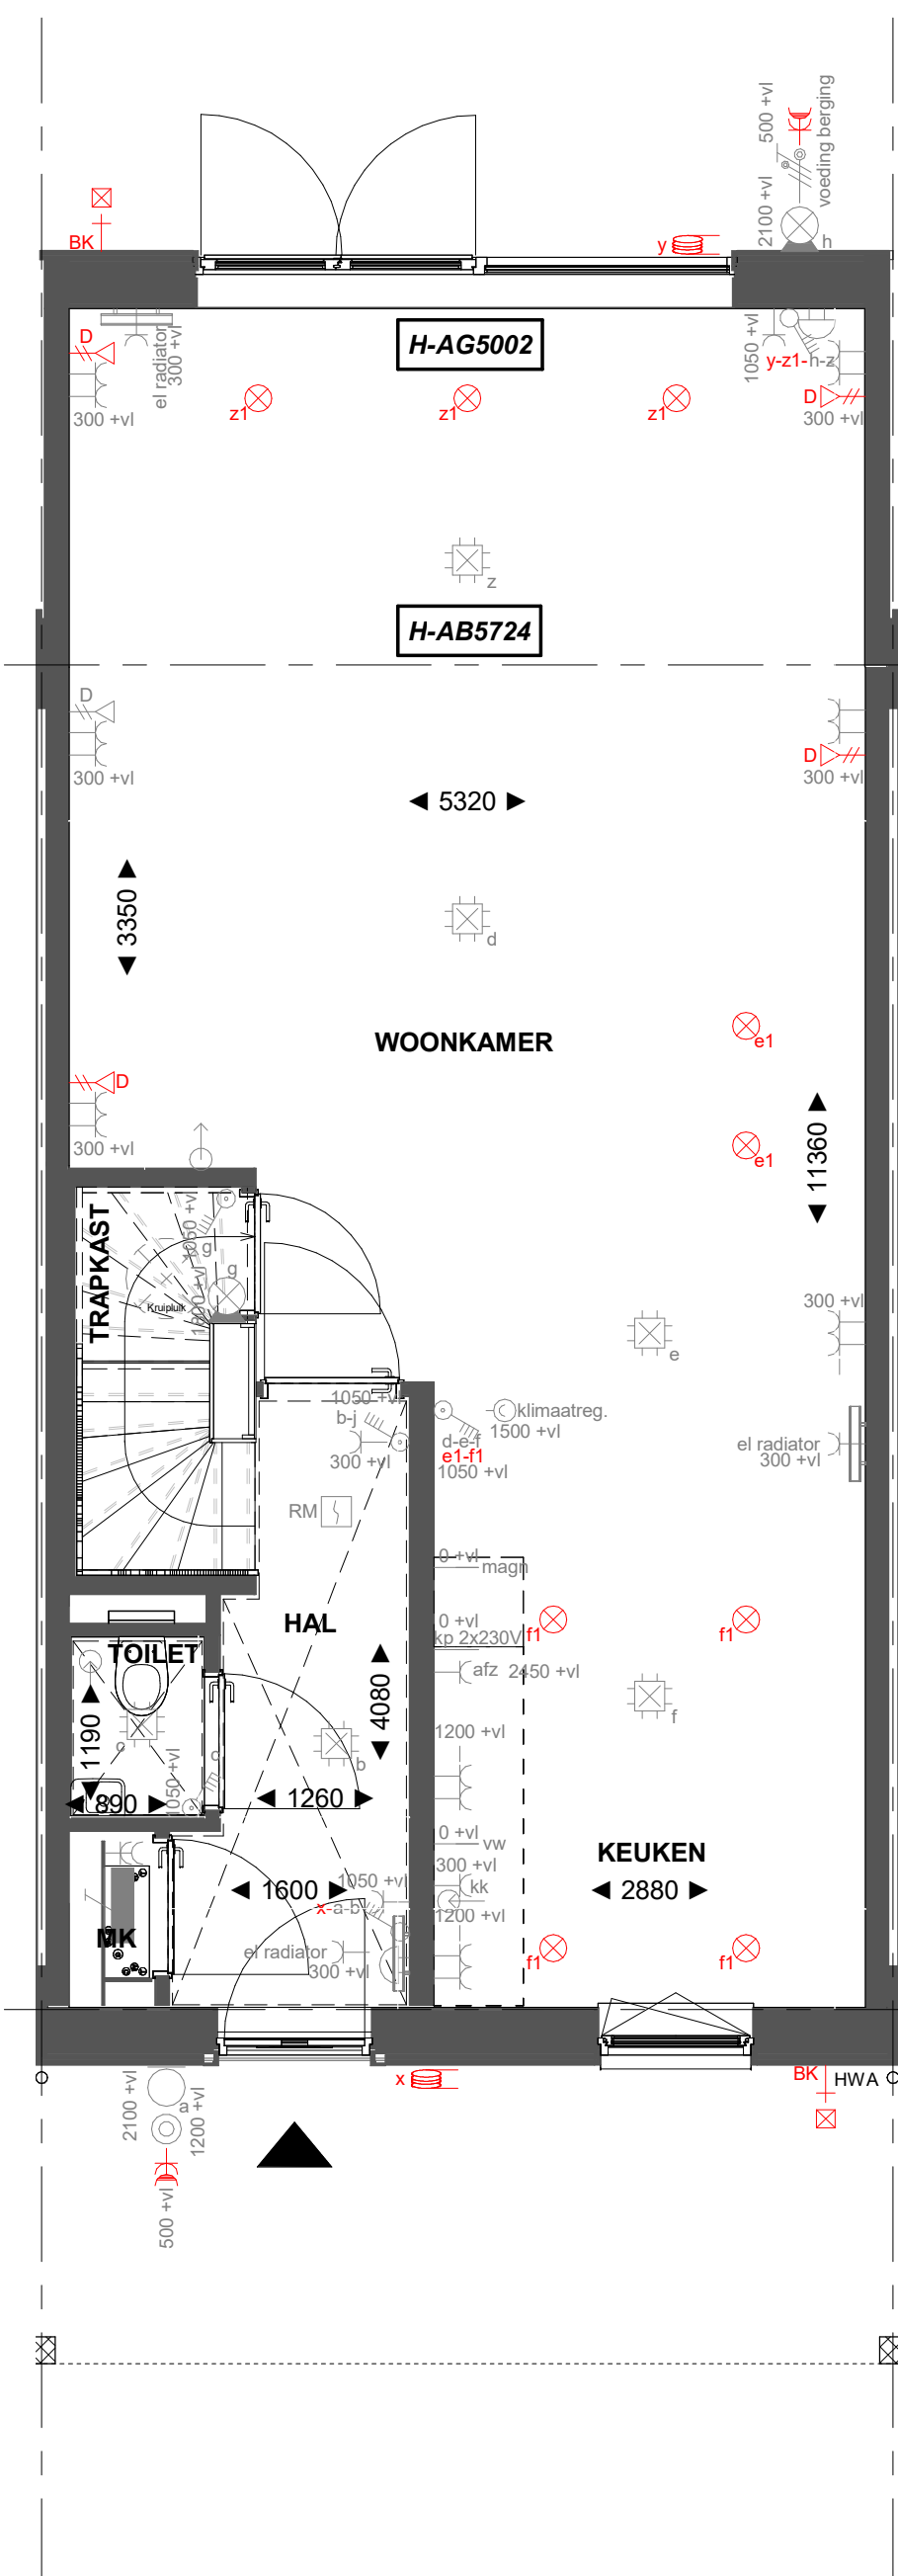 500 +vl
voeding berging
2100 +vl
h
BK
y
D
el radiator
300 +vl
300 +vl
H-AG5002
1050 +vl
y-z1-h-z
D
300 +vl
z1
z1
z1
z
H-AB5724
D
300 +vl
D
300 +vl
◄ 5320 ►
◄ 3350 ►
d
WOONKAMER
e1
D
300 +vl
e1
◄ 11360 ►
TRAPKAST
1050 +vl
g
g
Kruipluik
300 +vl
e
1050 +vl
b-j
300 +vl
klimaatreg.
1500 +vl
d-e-f
e1-f1
1050 +vl
el radiator
300 +vl
RM
0 +vl
magn
HAL
0 +vl
kp 2x230V
f1
f1
TOILET
afz
2450 +vl
◄ 4080 ►
f
◄ 1190 ►
c
c
1050 +vl
b
1200 +vl
◄ 890 ►
◄ 1260 ►
0 +vl
vw
KEUKEN
300 +vl
kk
1050 +vl
◄ 1600 ►
◄ 2880 ►
x-a-b
1200 +vl
MK
el radiator
300 +vl
f1
f1
x
BK
HWA
2100 +vl
a
1200 +vl
500 +vl